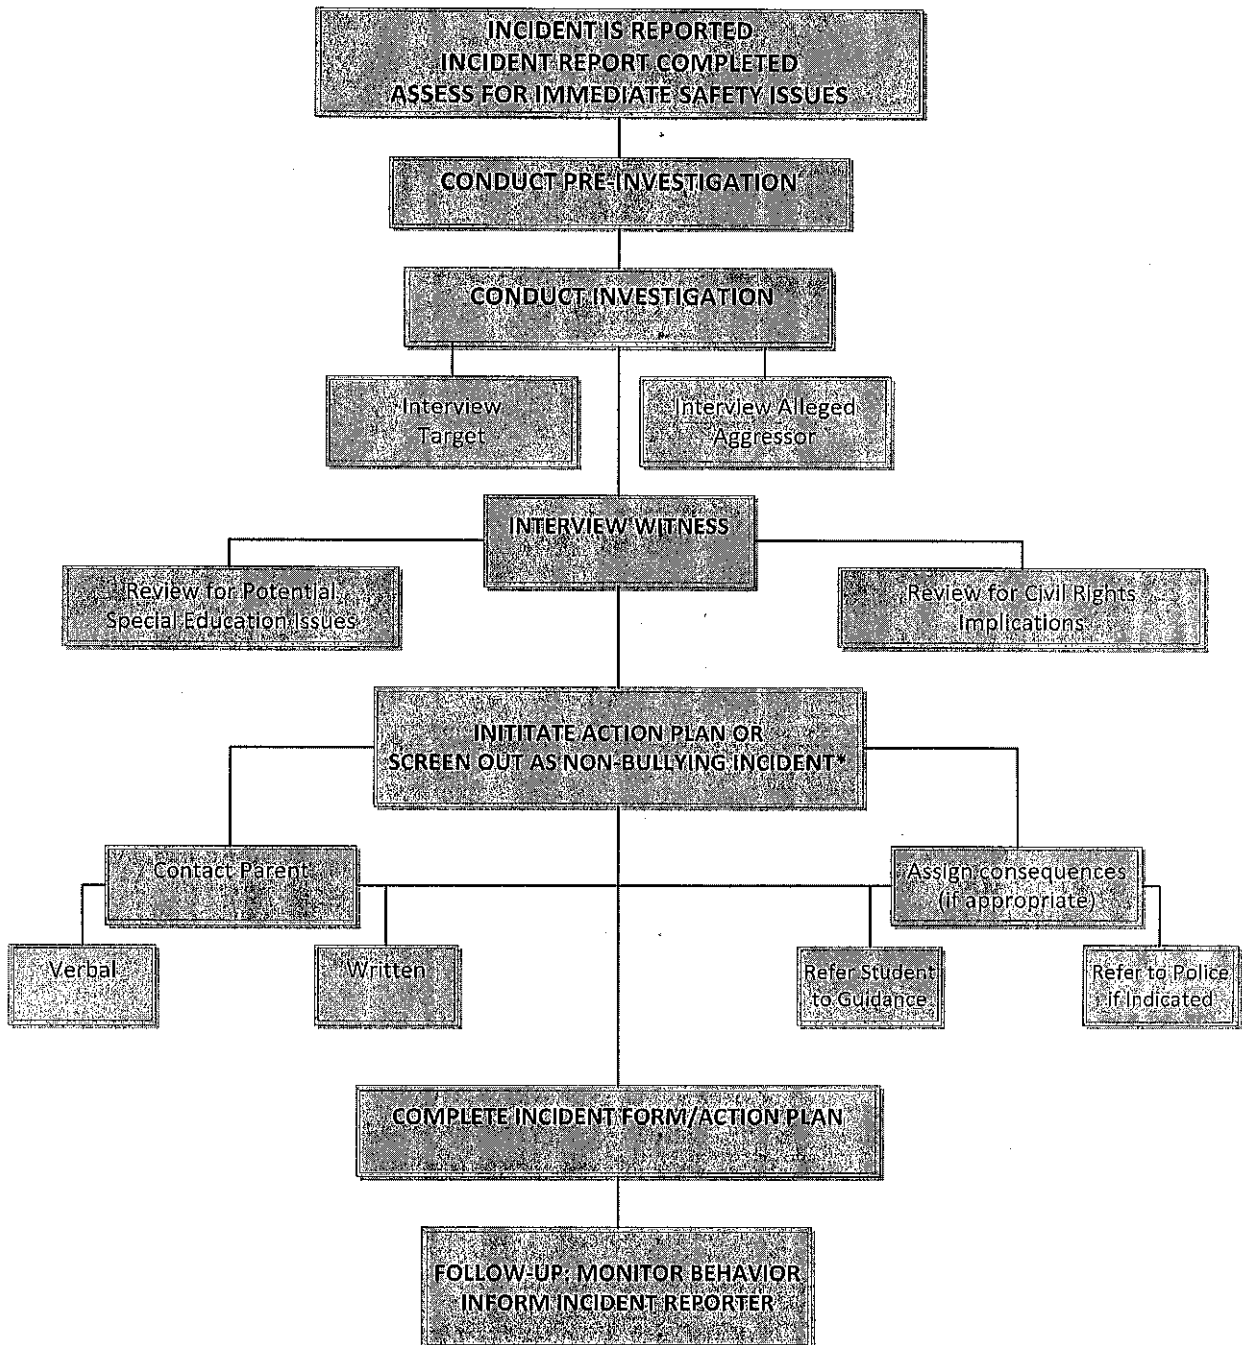 INCIDENT IS REPORTED
INCIDENT REPORT COMPLETED
ASSESS FOR IMMEDIATE SAFETY ISSUES
CONDUCT PRE-INVESTIGATION
CONDUCT INVESTIGATION
Interview
Target
Interview Alleged
Aggressor
INTERVIEW WITNESS
Review for Potential
Special Education Issues
Review for Civil Rights
Implications
INITITATE ACTION PLAN OR
SCREEN OUT AS NON-BULLYING INCIDENT*
Contact Parent
Assign consequences
(if appropriate)
Verbal
Written
Refer Student
to Guidance
Refer to Police
if Indicated
COMPLETE INCIDENT FORM/ACTION PLAN
FOLLOW-UP: MONITOR BEHAVIOR
INFORM INCIDENT REPORTER